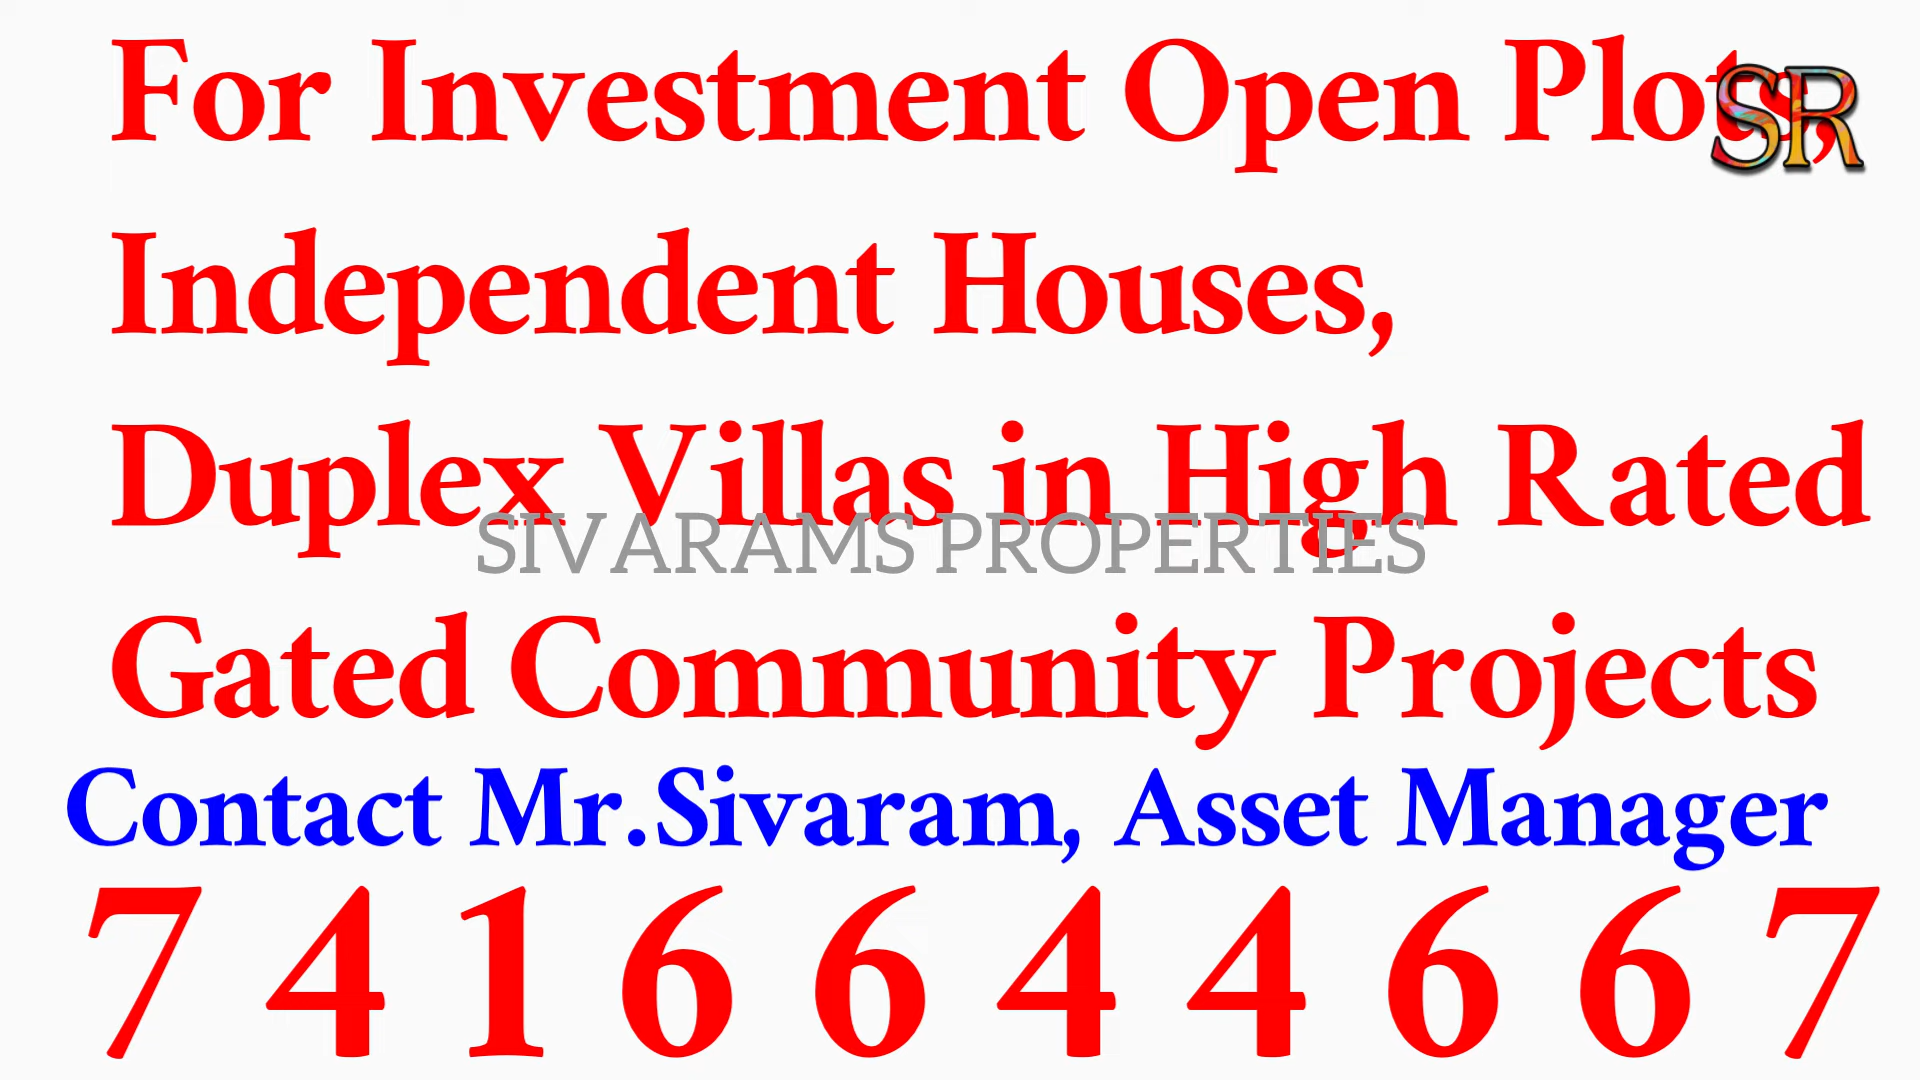 For Investment Open Plots,
SR
Independent Houses,
Duplex Villas in High Rated
SIVARAMS PROPERTIES
Gated Community Projects
Contact Mr.Sivaram, Asset Manager
7 4 1 6 6 4 4 6 6 7